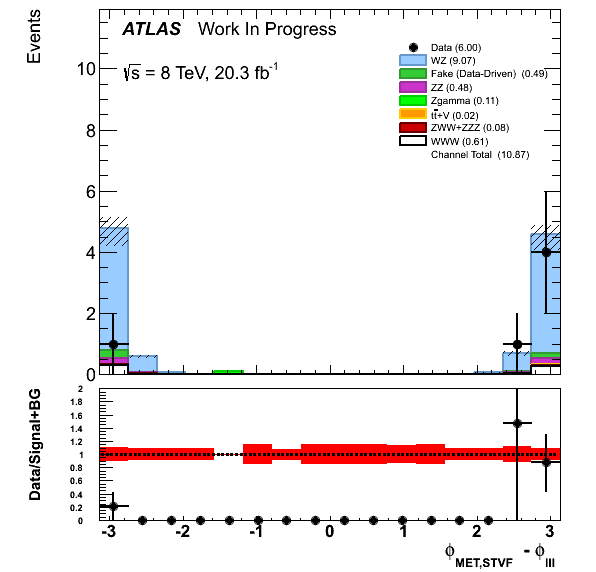 Events
ATLAS Work In Progress
√s = 8 TeV, 20.3 fb⁻¹
Data (6.00)
WZ (9.07)
Fake (Data-Driven) (0.49)
ZZ (0.48)
Zgamma (0.11)
tt̄+V (0.02)
ZWW+ZZZ (0.08)
WWW (0.61)
Channel Total (10.87)
10
8
6
4
2
0
Data/Signal+BG
2
1.8
1.6
1.4
1.2
1
0.8
0.6
0.4
0.2
0
-3 -2 -1 0 1 2 3
ϕMET,STVF - ϕlll